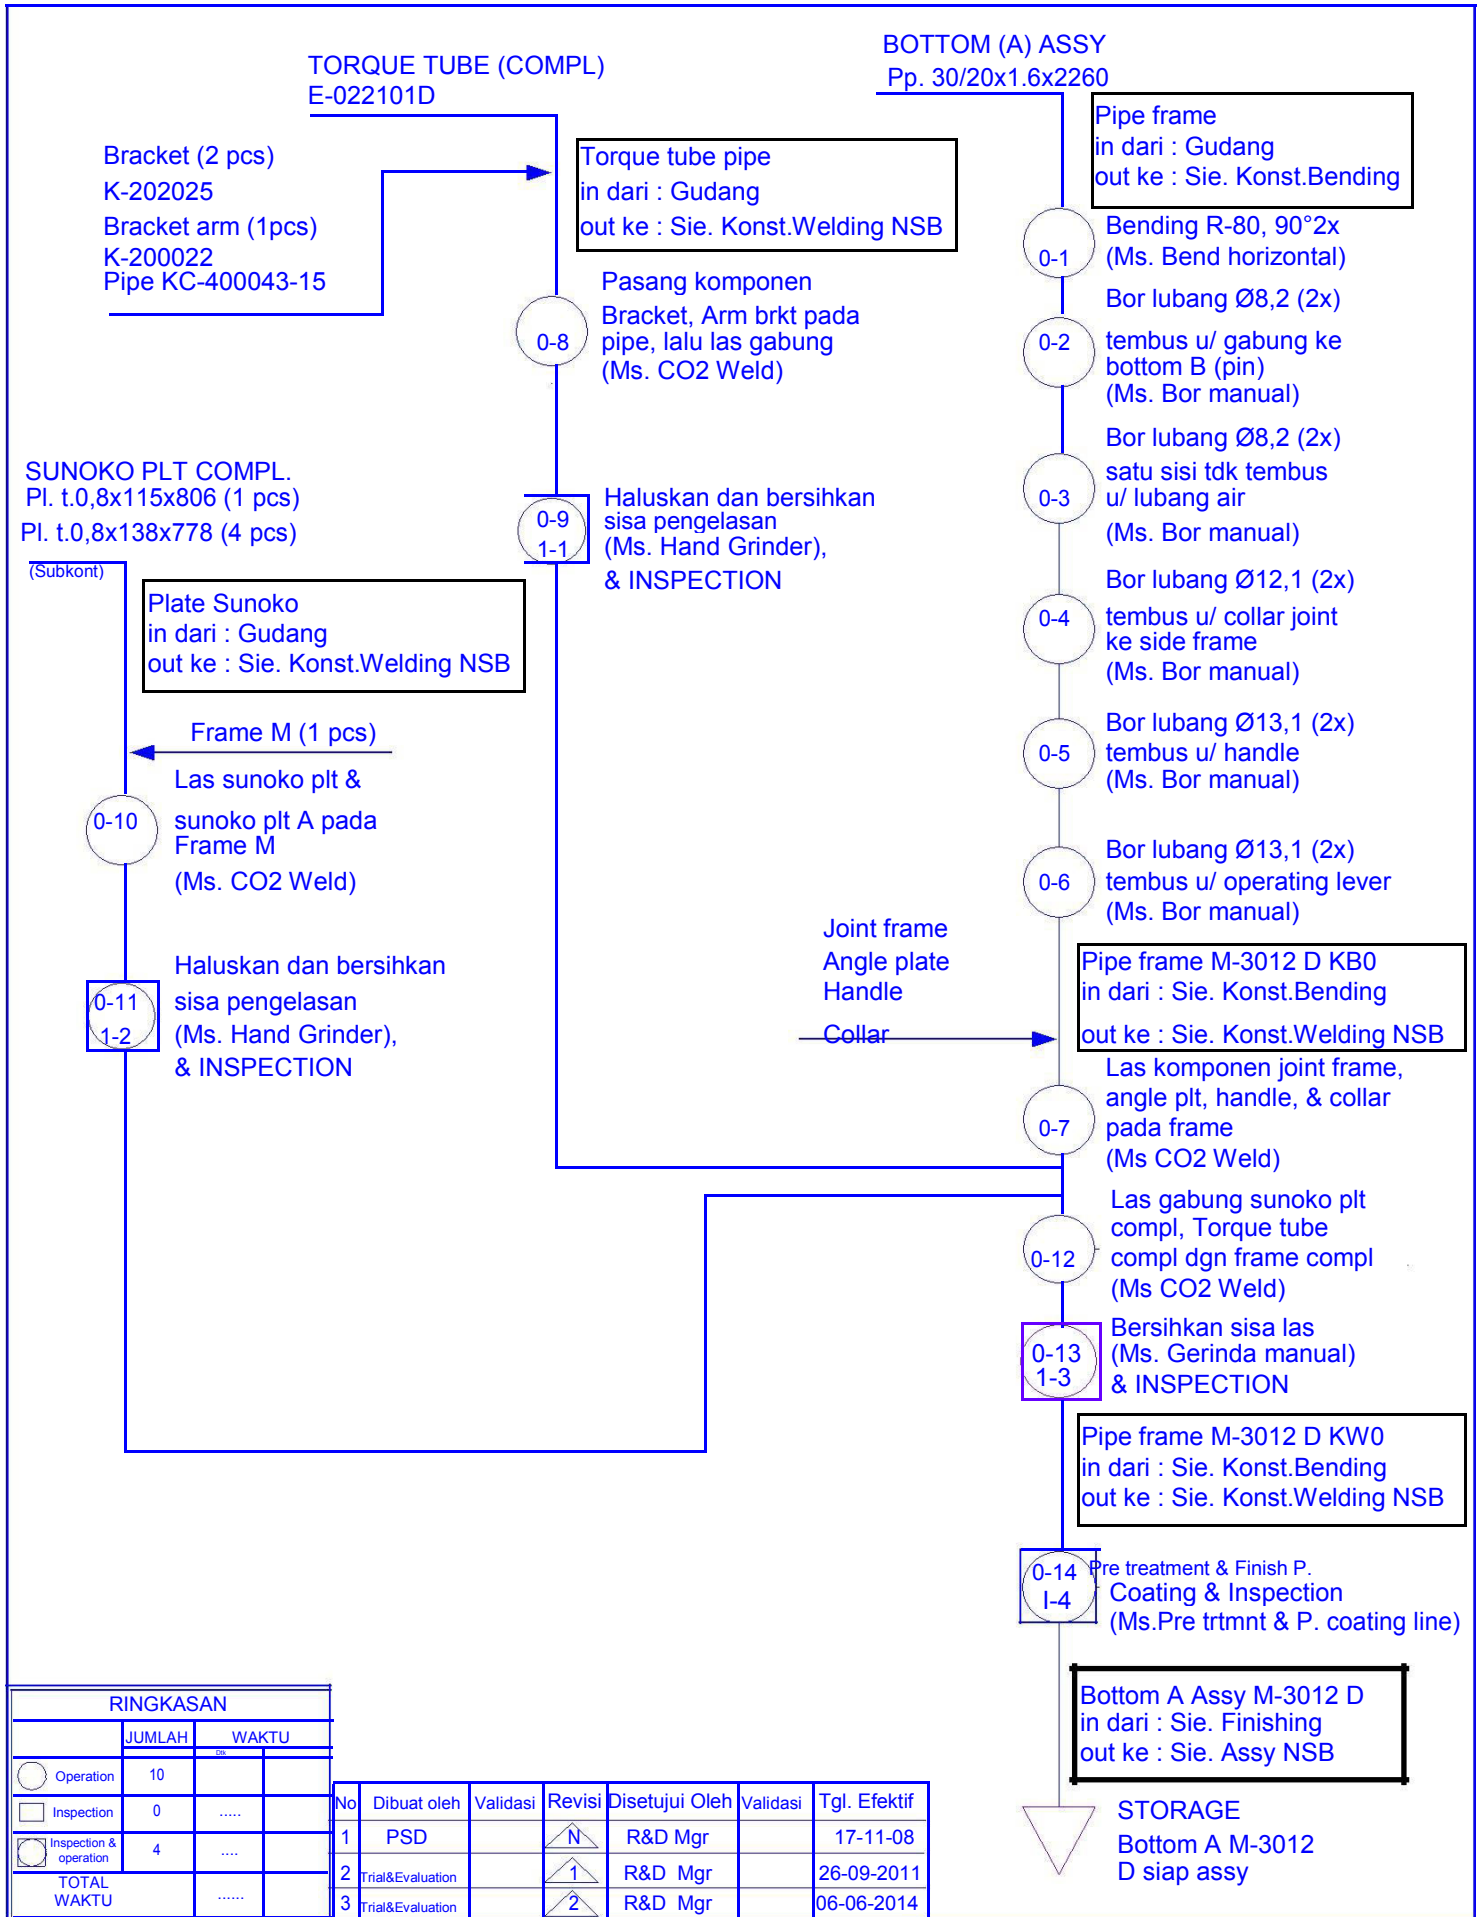 TORQUE TUBE (COMPL)
E-022101D
BOTTOM (A) ASSY
Pp. 30/20x1.6x2260
Bracket (2 pcs)
K-202025
Bracket arm (1pcs)
K-200022
Pipe KC-400043-15
Torque tube pipe
in dari : Gudang
out ke : Sie. Konst.Welding NSB
Pipe frame
in dari : Gudang
out ke : Sie. Konst.Bending
0-8
Pasang komponen
Bracket, Arm brkt pada
pipe, lalu las gabung
(Ms. CO2 Weld)
0-1
Bending R-80, 90°2x
(Ms. Bend horizontal)
0-2
Bor lubang Ø8,2 (2x)
tembus u/ gabung ke
bottom B (pin)
(Ms. Bor manual)
0-3
Bor lubang Ø8,2 (2x)
satu sisi tdk tembus
u/ lubang air
(Ms. Bor manual)
SUNOKO PLT COMPL.
Pl. t.0,8x115x806 (1 pcs)
Pl. t.0,8x138x778 (4 pcs)
(Subkont)
0-9
1-1
Haluskan dan bersihkan
sisa pengelasan
(Ms. Hand Grinder),
& INSPECTION
Plate Sunoko
in dari : Gudang
out ke : Sie. Konst.Welding NSB
0-4
Bor lubang Ø12,1 (2x)
tembus u/ collar joint
ke side frame
(Ms. Bor manual)
Frame M (1 pcs)
0-10
Las sunoko plt &
sunoko plt A pada
Frame M
(Ms. CO2 Weld)
0-5
Bor lubang Ø13,1 (2x)
tembus u/ handle
(Ms. Bor manual)
0-6
Bor lubang Ø13,1 (2x)
tembus u/ operating lever
(Ms. Bor manual)
0-11
1-2
Haluskan dan bersihkan
sisa pengelasan
(Ms. Hand Grinder),
& INSPECTION
Joint frame
Angle plate
Handle
Collar
Pipe frame M-3012 D KB0
in dari : Sie. Konst.Bending
out ke : Sie. Konst.Welding NSB
0-7
Las komponen joint frame,
angle plt, handle, & collar
pada frame
(Ms CO2 Weld)
0-12
Las gabung sunoko plt
compl, Torque tube
compl dgn frame compl
(Ms CO2 Weld)
0-13
1-3
Bersihkan sisa las
(Ms. Gerinda manual)
& INSPECTION
Pipe frame M-3012 D KW0
in dari : Sie. Konst.Bending
out ke : Sie. Konst.Welding NSB
0-14
I-4
Pre treatment & Finish P.
Coating & Inspection
(Ms.Pre trtmnt & P. coating line)
Bottom A Assy M-3012 D
in dari : Sie. Finishing
out ke : Sie. Assy NSB
STORAGE
Bottom A M-3012
D siap assy
RINGKASAN
JUMLAH WAKTU
Dtk
Operation 10
Inspection 0 .....
Inspection &
operation 4 ....
TOTAL
WAKTU ......
No Dibuat oleh Validasi Revisi Disetujui Oleh Validasi Tgl. Efektif
1 PSD N R&D Mgr 17-11-08
2 Trial&Evaluation 1 R&D Mgr 26-09-2011
3 Trial&Evaluation 2 R&D Mgr 06-06-2014